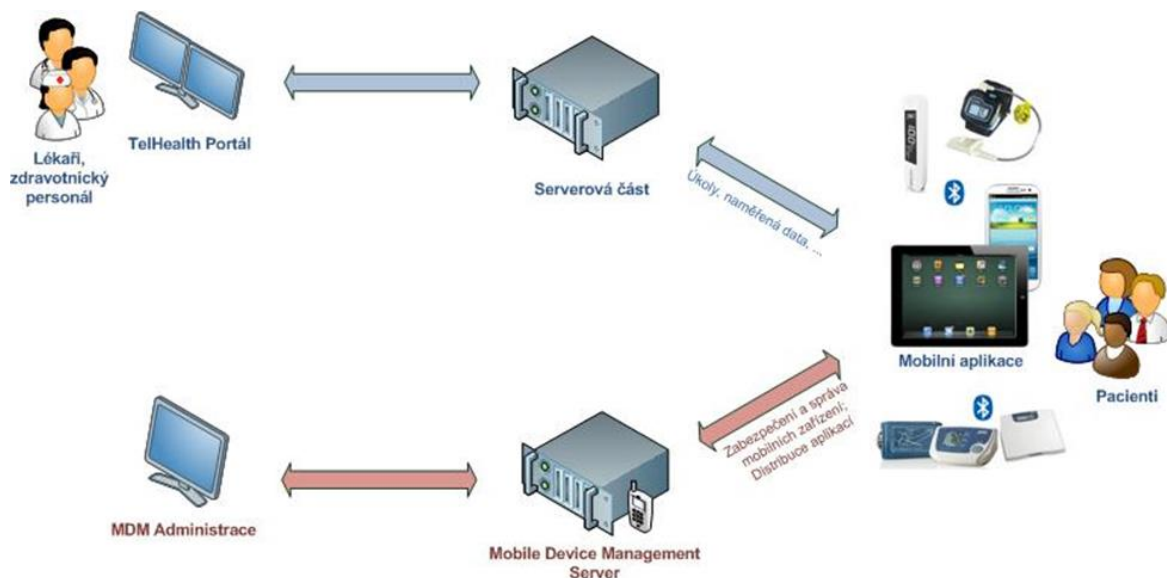 Lékaři,
zdravotnický
personál
TelHealth Portál
Serverová část
Úkoly, naměřená data, ...
Mobilní aplikace
Pacienti
Zabezpečení a správa
mobilních zařízení;
Distribuce aplikací
MDM Administrace
Mobile Device Management
Server